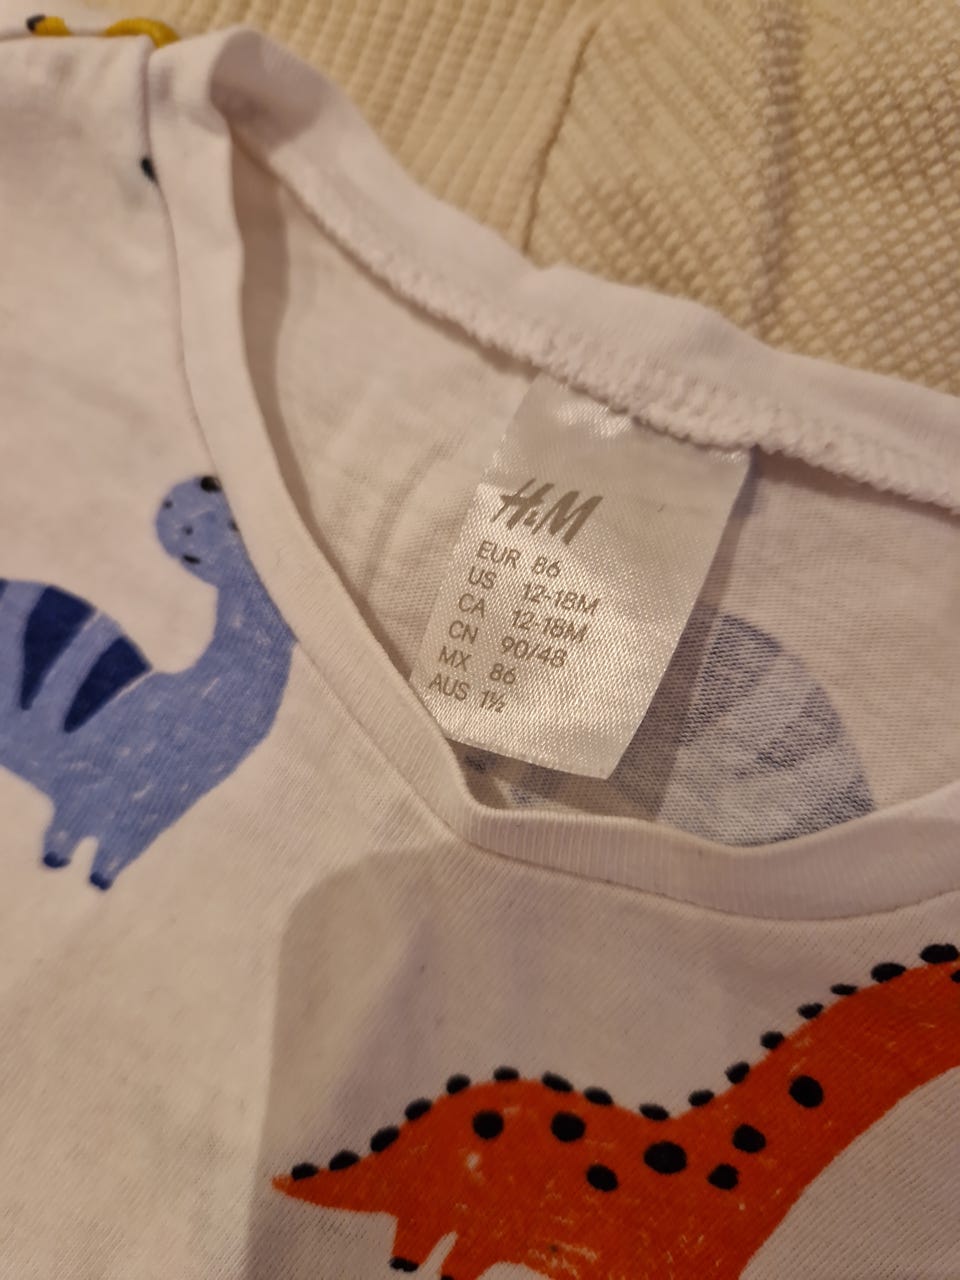 H&M
EUR 86
US 12-18M
CA 12-18M
CN 90/48
MX 86
AUS 1½